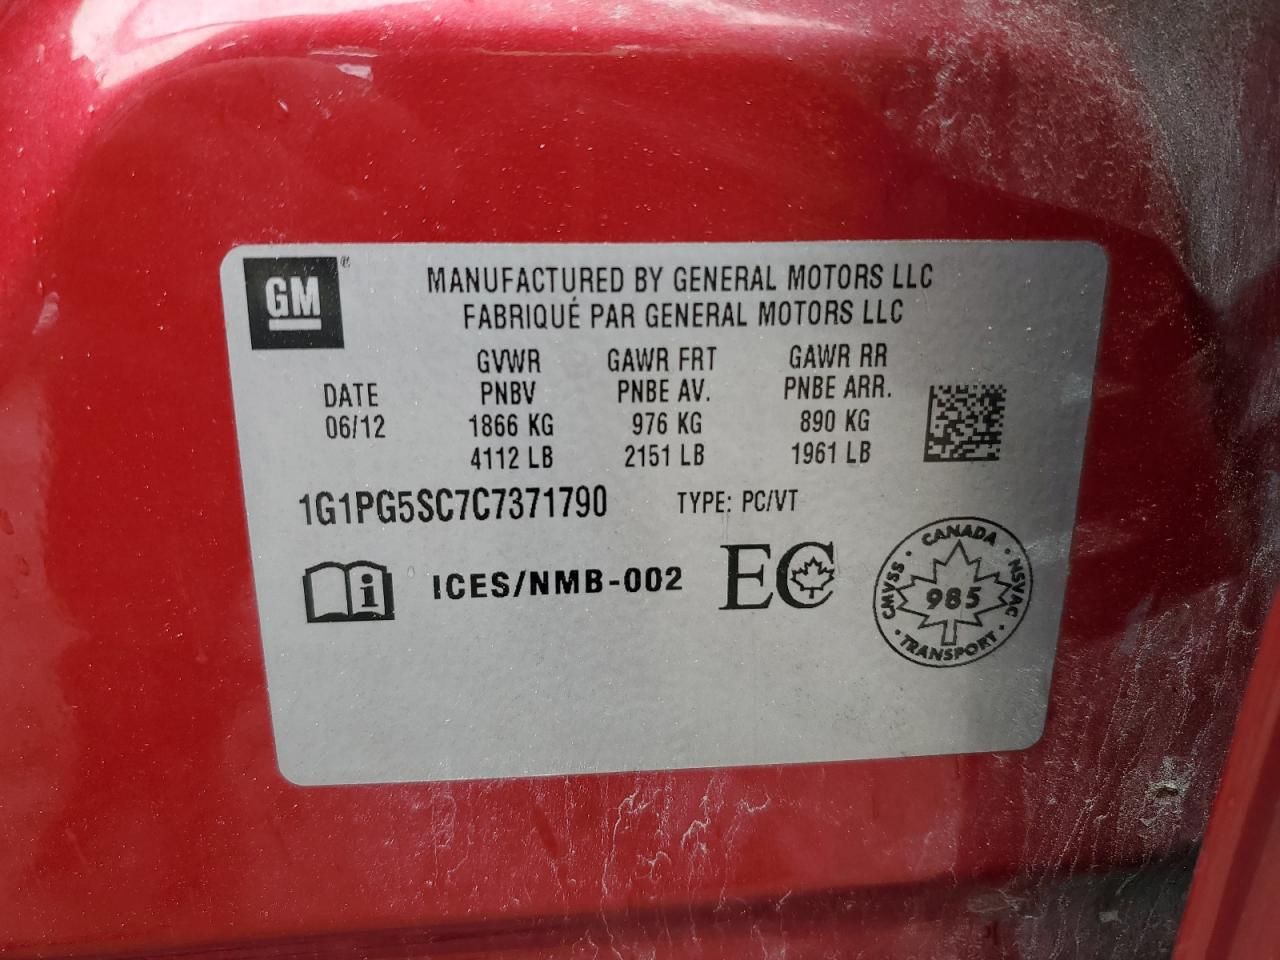 GM ®
MANUFACTURED BY GENERAL MOTORS LLC
FABRIQUÉ PAR GENERAL MOTORS LLC
GVWR GAWR FRT GAWR RR
DATE PNBV PNBE AV. PNBE ARR.
06/12 1866 KG 976 KG 890 KG
4112 LB 2151 LB 1961 LB
1G1PG5SC7C7371790 TYPE: PC/VT
i ICES/NMB-002 EC
CANADA
CMVSS 985 NSVAC
TRANSPORT